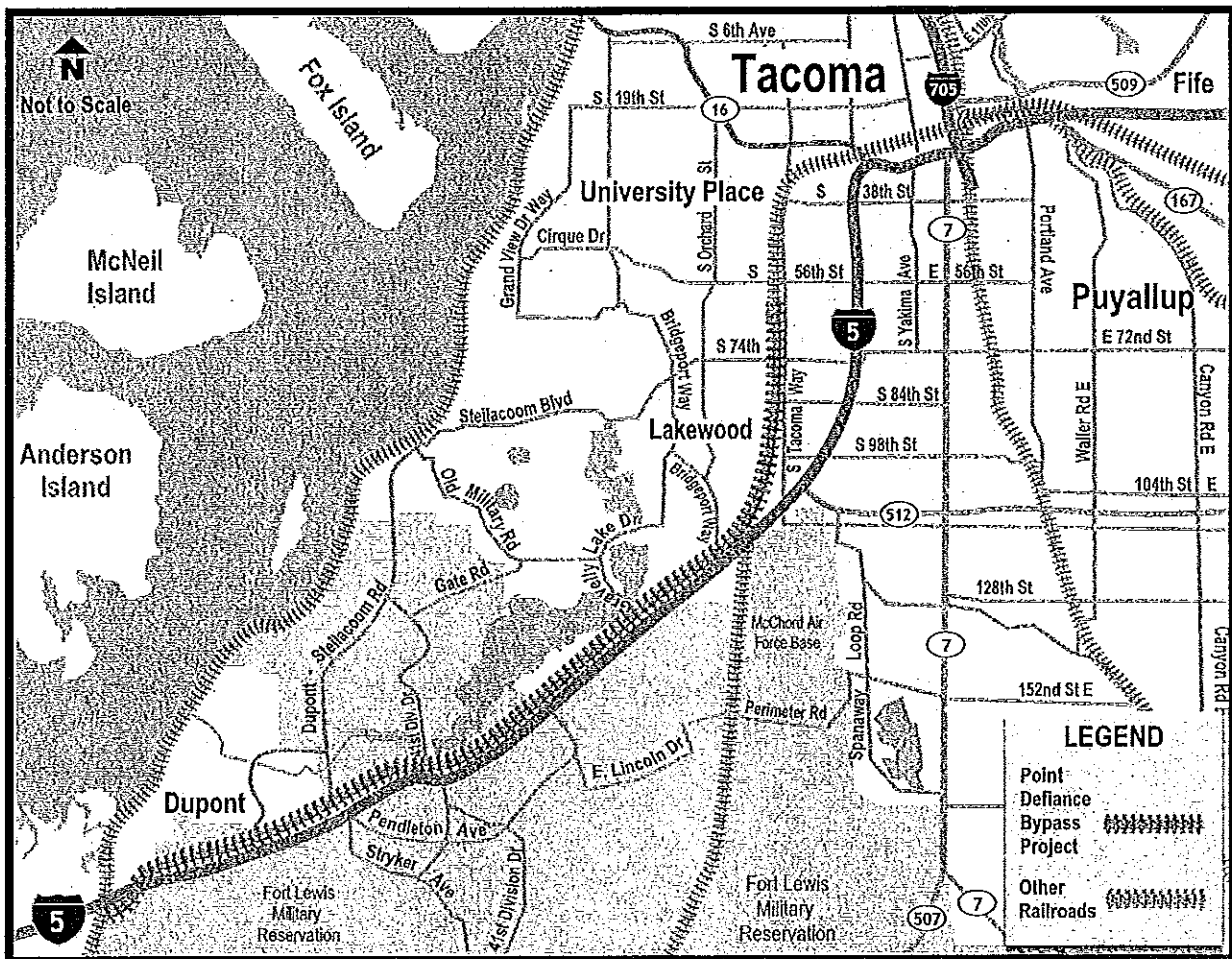 N
Not to Scale
Fox Island
McNeil
Island
Anderson
Island
S 6th Ave
Tacoma
705
E 11th
509
Fife
S 19th St
16
University Place
S 38th St
167
Grand View Dr Way
Cirque Dr
S Orchard St
7
Portland Ave
S 56th St
S Yakima Ave
E 56th St
Puyallup
Bridgeport Way
5
S 74th
E 72nd St
S Tacoma Way
Waller Rd E
Canyon Rd E
Steilacoom Blvd
S 84th St
Lakewood
S 98th St
Bridgeport Way
104th St E
Old Military Rd
512
Gravelly Lake Dr
Gate Rd
128th St
McChord Air
Force Base
Dupont - Steilacoom Rd
Spanaway Loop Rd
7
Canyon Rd E
152nd St E
Perimeter Rd
E. Lincoln Dr
Dupont
Pendleton Ave
Stryker Ave
41st Division Dr
5
Fort Lewis
Military
Reservation
Fort Lewis
Military
Reservation
507
7
LEGEND
Point
Defiance
Bypass
Project
Other
Railroads